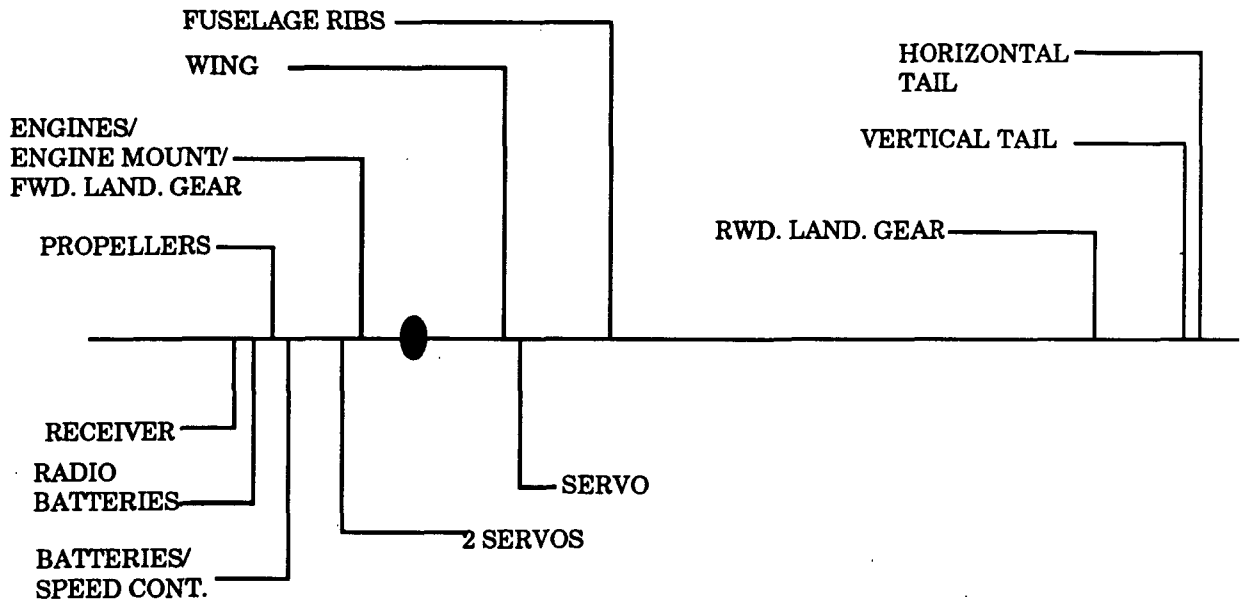 FUSELAGE RIBS
WING
HORIZONTAL
TAIL
ENGINES/
ENGINE MOUNT/
FWD. LAND. GEAR
VERTICAL TAIL
PROPELLERS
RWD. LAND. GEAR
RECEIVER
RADIO
BATTERIES
SERVO
2 SERVOS
BATTERIES/
SPEED CONT.